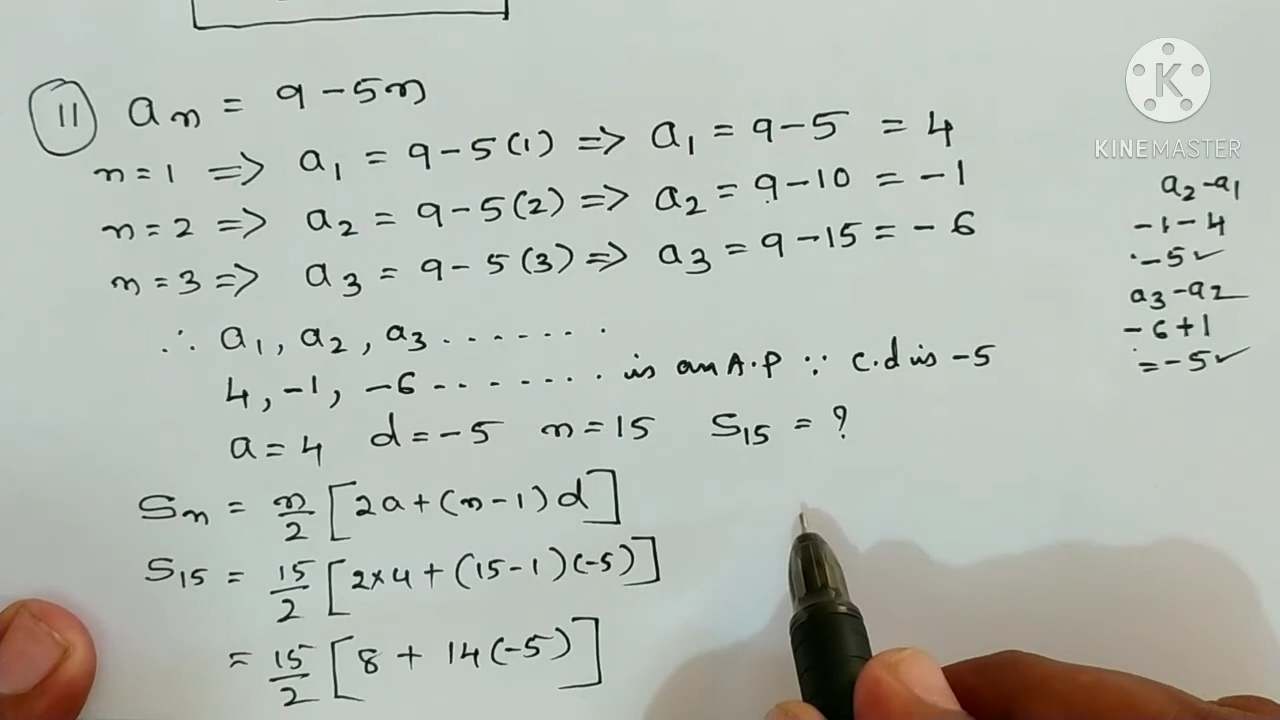 K
KINEMASTER
11 aₙ = 9 - 5n
n = 1 => a₁ = 9 - 5(1) => a₁ = 9 - 5 = 4
n = 2 => a₂ = 9 - 5(2) => a₂ = 9 - 10 = -1
n = 3 => a₃ = 9 - 5(3) => a₃ = 9 - 15 = -6
∴ a₁, a₂, a₃ .......
4, -1, -6 ........ is an A.P ∵ c.d is -5
a = 4 d = -5 n = 15 S₁₅ = ?
Sₙ = n/2 [2a + (n - 1)d]
S₁₅ = 15/2 [2×4 + (15 - 1)(-5)]
= 15/2 [8 + 14(-5)]
a₂ - a₁
-1 - 4
-5 ✓
a₃ - a₂
-6 + 1
= -5 ✓